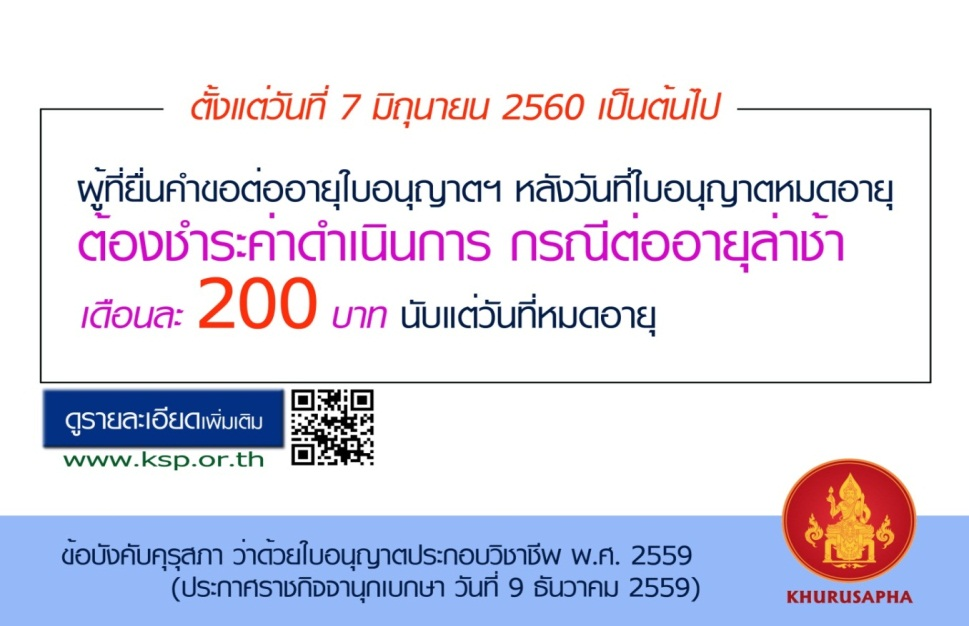 ตั้งแต่วันที่ 7 มิถุนายน 2560 เป็นต้นไป
ผู้ที่ยื่นคำขอต่ออายุใบอนุญาตฯ หลังวันที่ใบอนุญาตหมดอายุ
ต้องชำระค่าดำเนินการ กรณีต่ออายุล่าช้า
เดือนละ 200 บาท นับแต่วันที่หมดอายุ
ดูรายละเอียดเพิ่มเติม
www.ksp.or.th
ข้อบังคับคุรุสภา ว่าด้วยใบอนุญาตประกอบวิชาชีพ พ.ศ. 2559
(ประกาศราชกิจจานุกเบกษา วันที่ 9 ธันวาคม 2559)
KHURUSAPHA